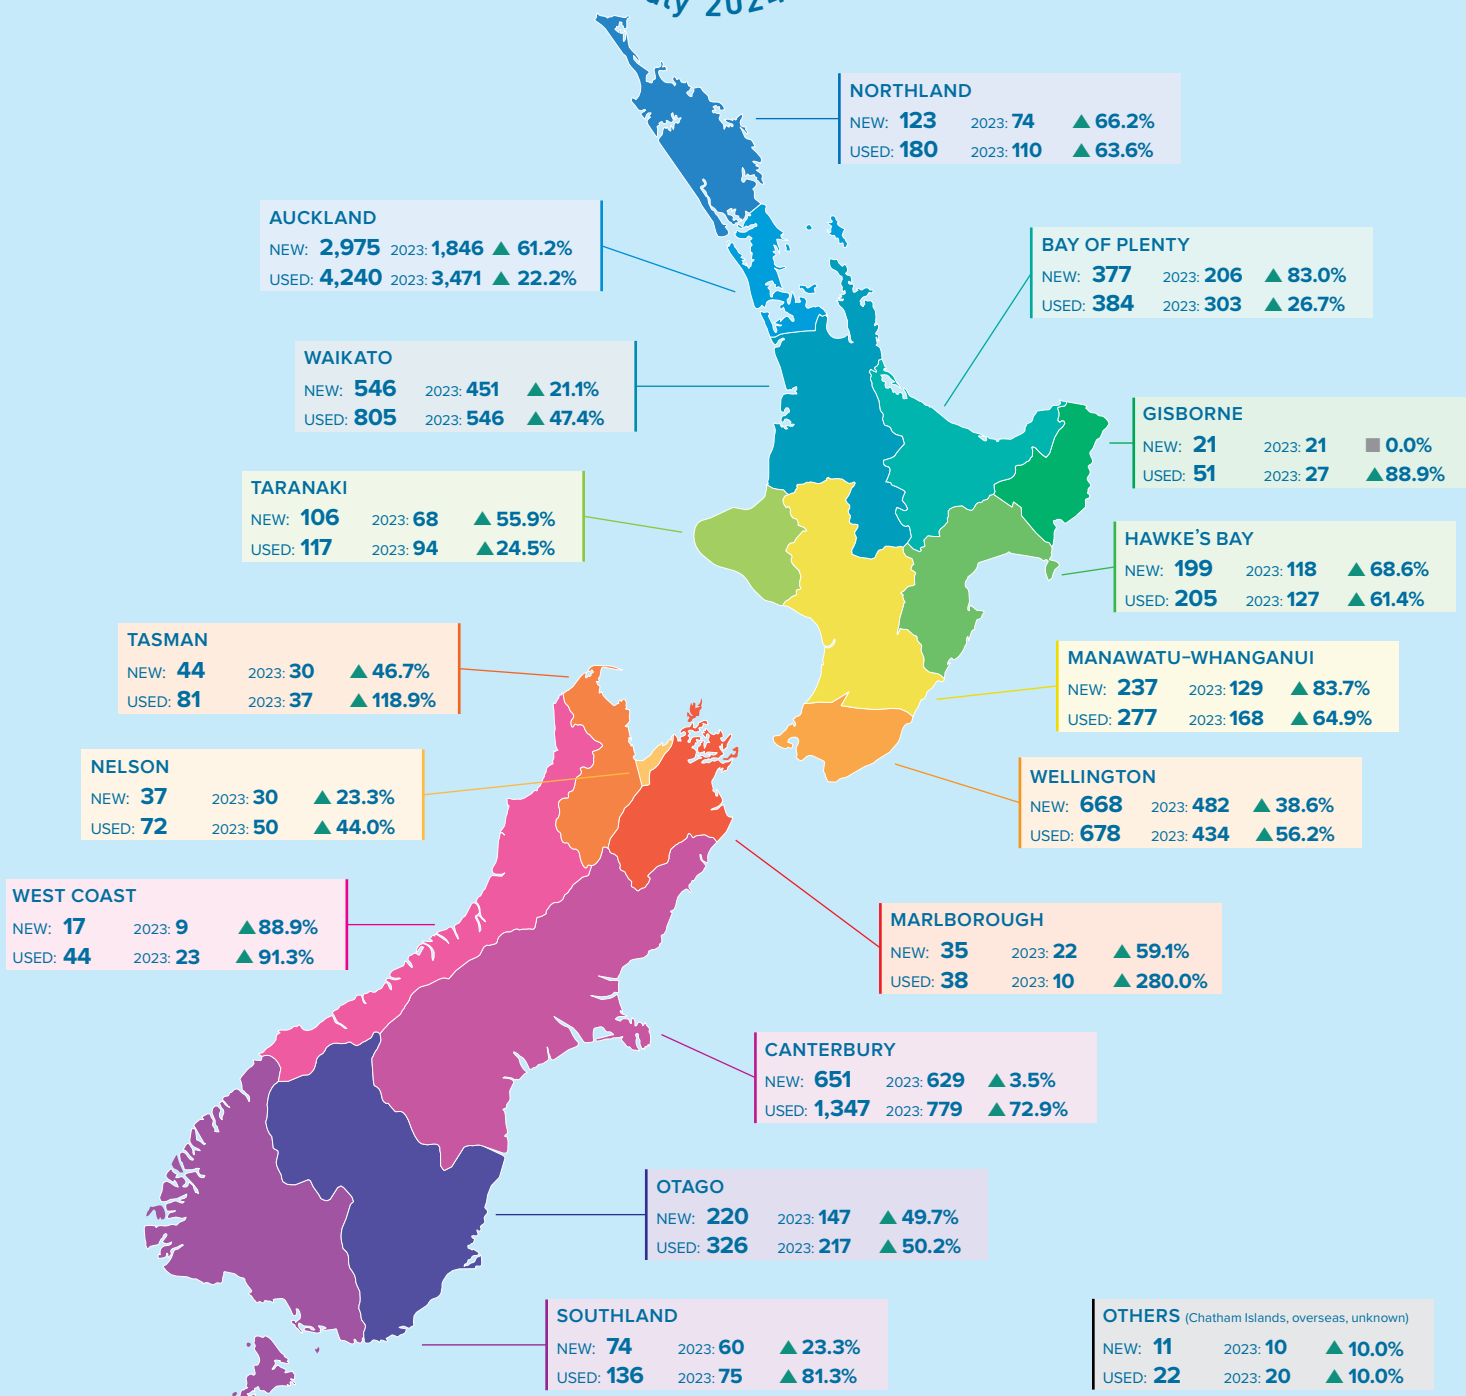 2024
NORTHLAND
NEW: 123 2023: 74 ▲ 66.2%
USED: 180 2023: 110 ▲ 63.6%
AUCKLAND
NEW: 2,975 2023: 1,846 ▲ 61.2%
USED: 4,240 2023: 3,471 ▲ 22.2%
BAY OF PLENTY
NEW: 377 2023: 206 ▲ 83.0%
USED: 384 2023: 303 ▲ 26.7%
WAIKATO
NEW: 546 2023: 451 ▲ 21.1%
USED: 805 2023: 546 ▲ 47.4%
GISBORNE
NEW: 21 2023: 21 ■ 0.0%
USED: 51 2023: 27 ▲ 88.9%
TARANAKI
NEW: 106 2023: 68 ▲ 55.9%
USED: 117 2023: 94 ▲ 24.5%
HAWKE'S BAY
NEW: 199 2023: 118 ▲ 68.6%
USED: 205 2023: 127 ▲ 61.4%
TASMAN
NEW: 44 2023: 30 ▲ 46.7%
USED: 81 2023: 37 ▲ 118.9%
MANAWATU-WHANGANUI
NEW: 237 2023: 129 ▲ 83.7%
USED: 277 2023: 168 ▲ 64.9%
NELSON
NEW: 37 2023: 30 ▲ 23.3%
USED: 72 2023: 50 ▲ 44.0%
WELLINGTON
NEW: 668 2023: 482 ▲ 38.6%
USED: 678 2023: 434 ▲ 56.2%
WEST COAST
NEW: 17 2023: 9 ▲ 88.9%
USED: 44 2023: 23 ▲ 91.3%
MARLBOROUGH
NEW: 35 2023: 22 ▲ 59.1%
USED: 38 2023: 10 ▲ 280.0%
CANTERBURY
NEW: 651 2023: 629 ▲ 3.5%
USED: 1,347 2023: 779 ▲ 72.9%
OTAGO
NEW: 220 2023: 147 ▲ 49.7%
USED: 326 2023: 217 ▲ 50.2%
SOUTHLAND
NEW: 74 2023: 60 ▲ 23.3%
USED: 136 2023: 75 ▲ 81.3%
OTHERS (Chatham Islands, overseas, unknown)
NEW: 11 2023: 10 ▲ 10.0%
USED: 22 2023: 20 ▲ 10.0%